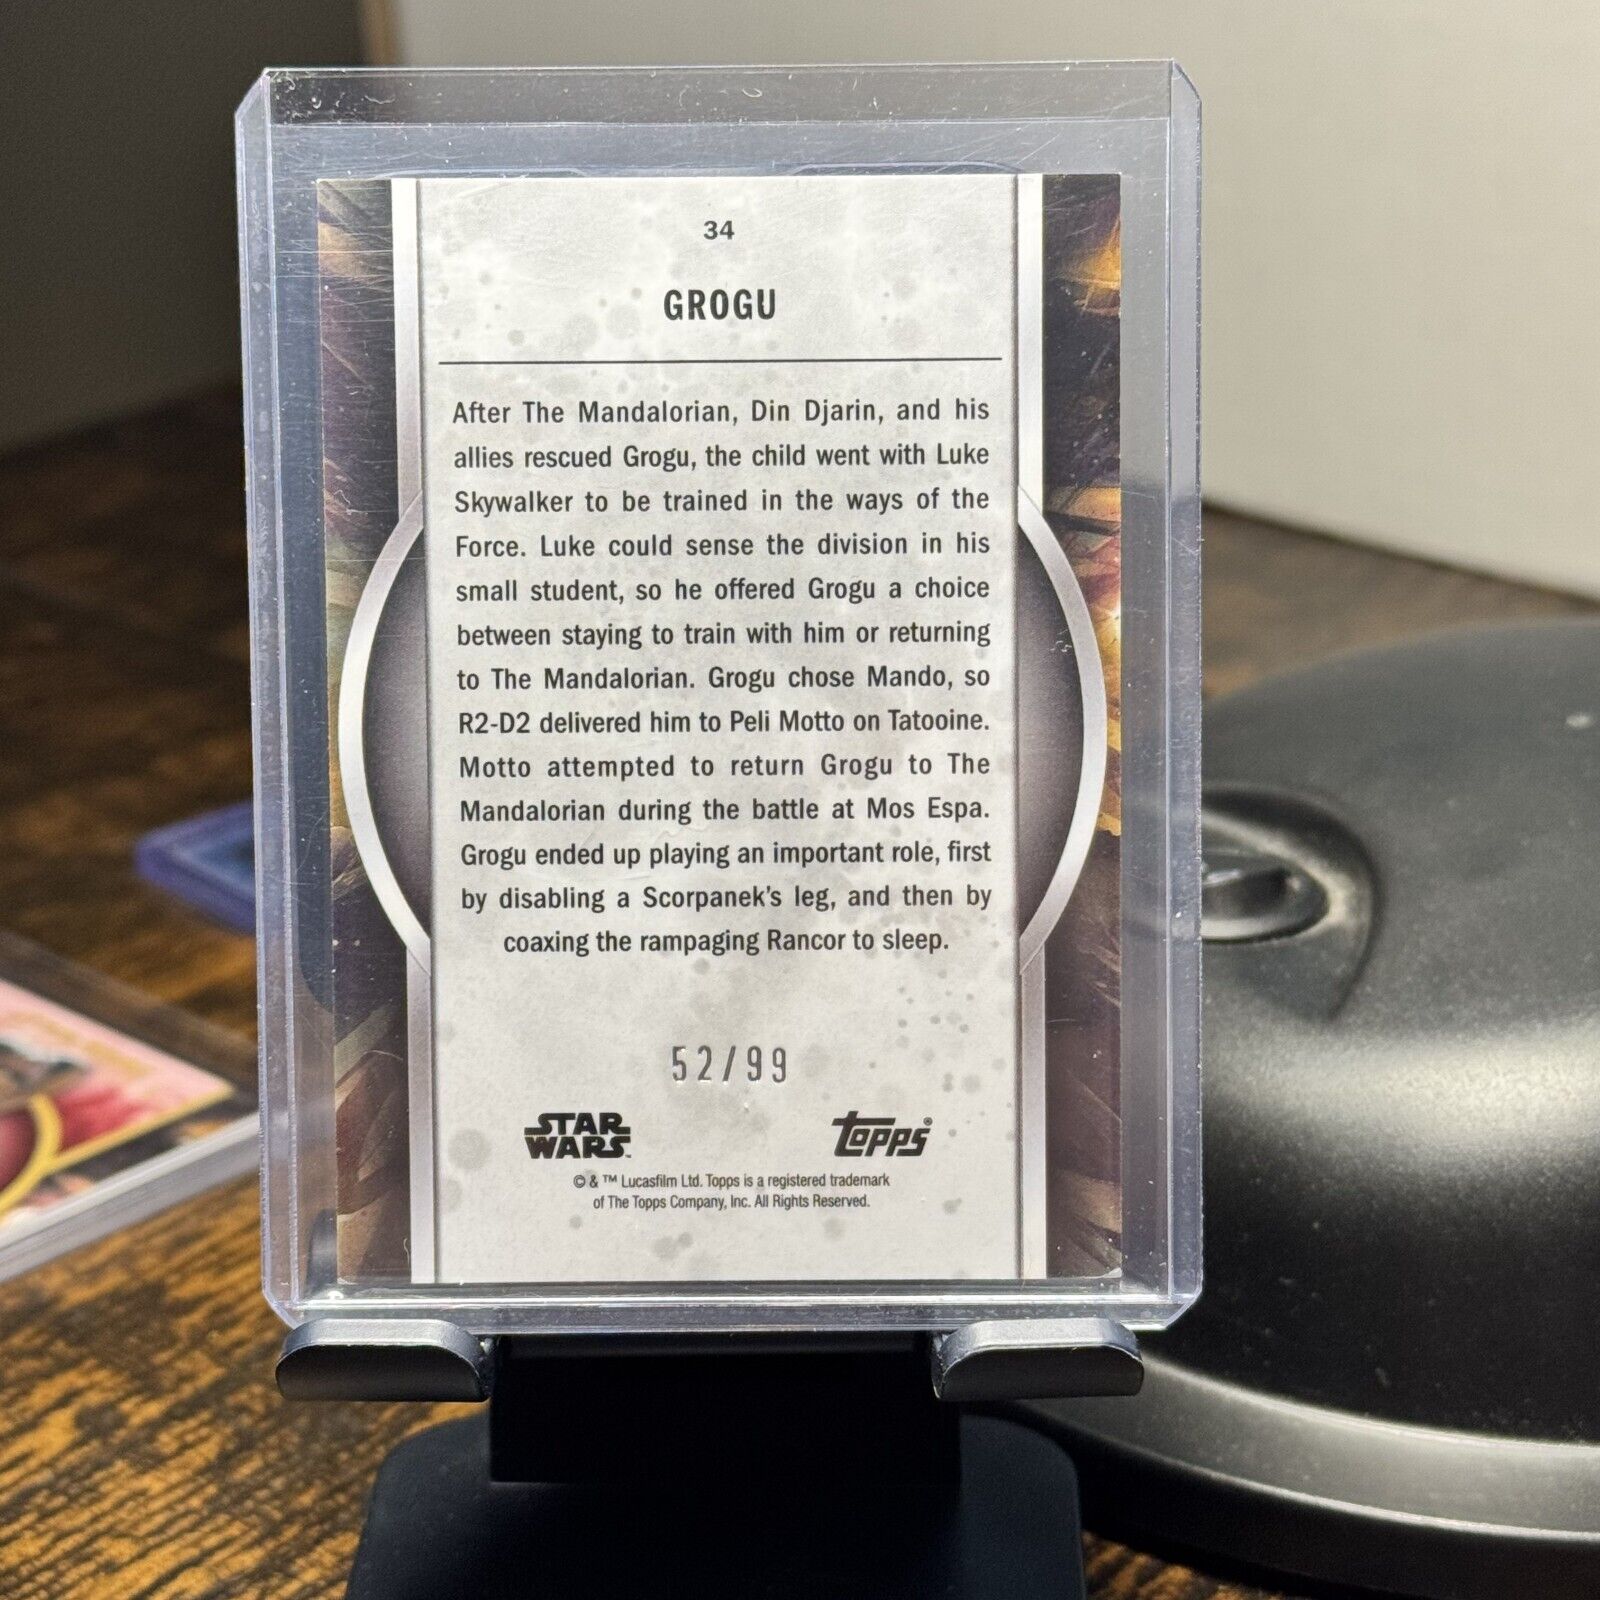 34
GROGU
After The Mandalorian, Din Djarin, and his
allies rescued Grogu, the child went with Luke
Skywalker to be trained in the ways of the
Force. Luke could sense the division in his
small student, so he offered Grogu a choice
between staying to train with him or returning
to The Mandalorian. Grogu chose Mando, so
R2-D2 delivered him to Peli Motto on Tatooine.
Motto attempted to return Grogu to The
Mandalorian during the battle at Mos Espa.
Grogu ended up playing an important role, first
by disabling a Scorpanek's leg, and then by
coaxing the rampaging Rancor to sleep.
52/99
STAR WARS™ topps®
© & ™ Lucasfilm Ltd. Topps is a registered trademark
of The Topps Company, Inc. All Rights Reserved.